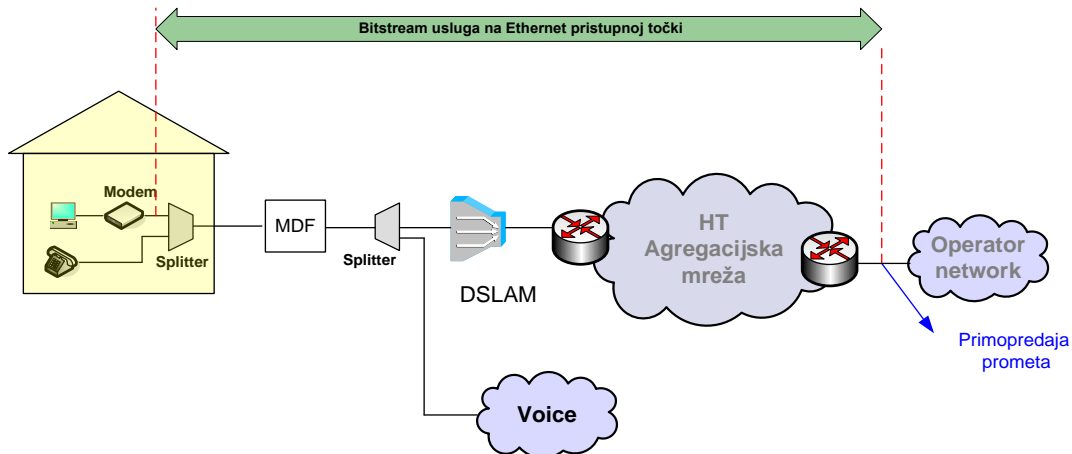 Bitstream usluga na Ethernet pristupnoj točki
Modem
Splitter
MDF
Splitter
DSLAM
HT
Agregacijska
mreža
Operator
network
Primopredaja
prometa
Voice